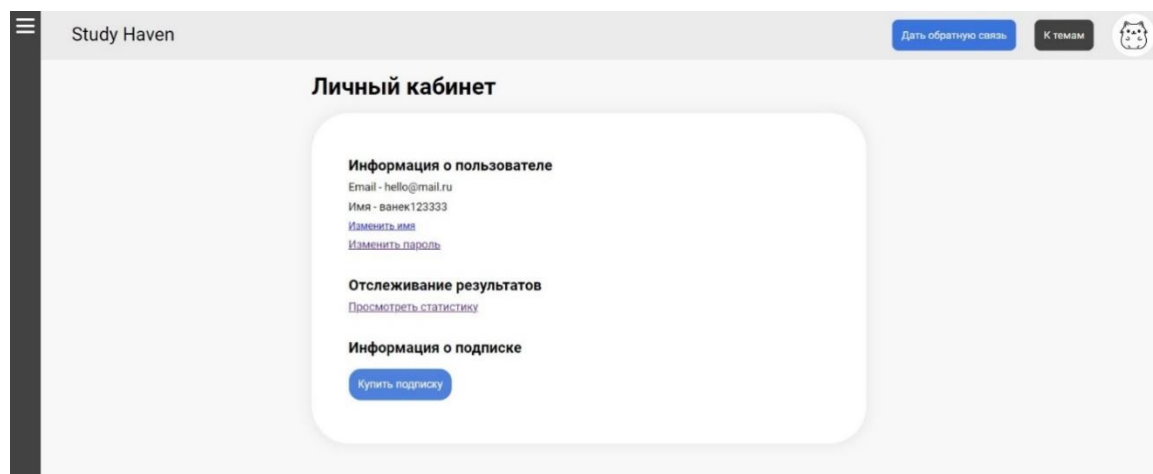 Study Haven
Дать обратную связь
К темам
Личный кабинет
Информация о пользователе
Email - hello@mail.ru
Имя - ванек123333
Изменить имя
Изменить пароль
Отслеживание результатов
Просмотреть статистику
Информация о подписке
Купить подписку